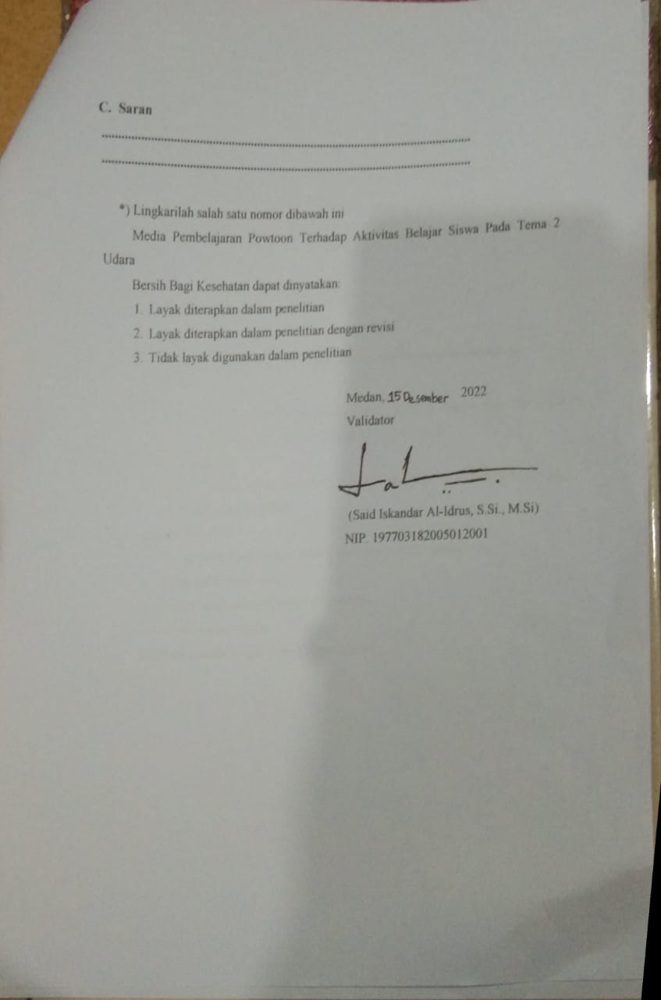 C. Saran
................................................................................
................................................................................
*) Lingkarilah salah satu nomor dibawah ini
Media Pembelajaran Powtoon Terhadap Aktivitas Belajar Siswa Pada Tema 2
Udara
Bersih Bagi Kesehatan dapat dinyatakan:
1. Layak diterapkan dalam penelitian
2. Layak diterapkan dalam penelitian dengan revisi
3. Tidak layak digunakan dalam penelitian
Medan, 15 Desember 2022
Validator
(Said Iskandar Al-Idrus, S.Si., M.Si)
NIP. 197703182005012001